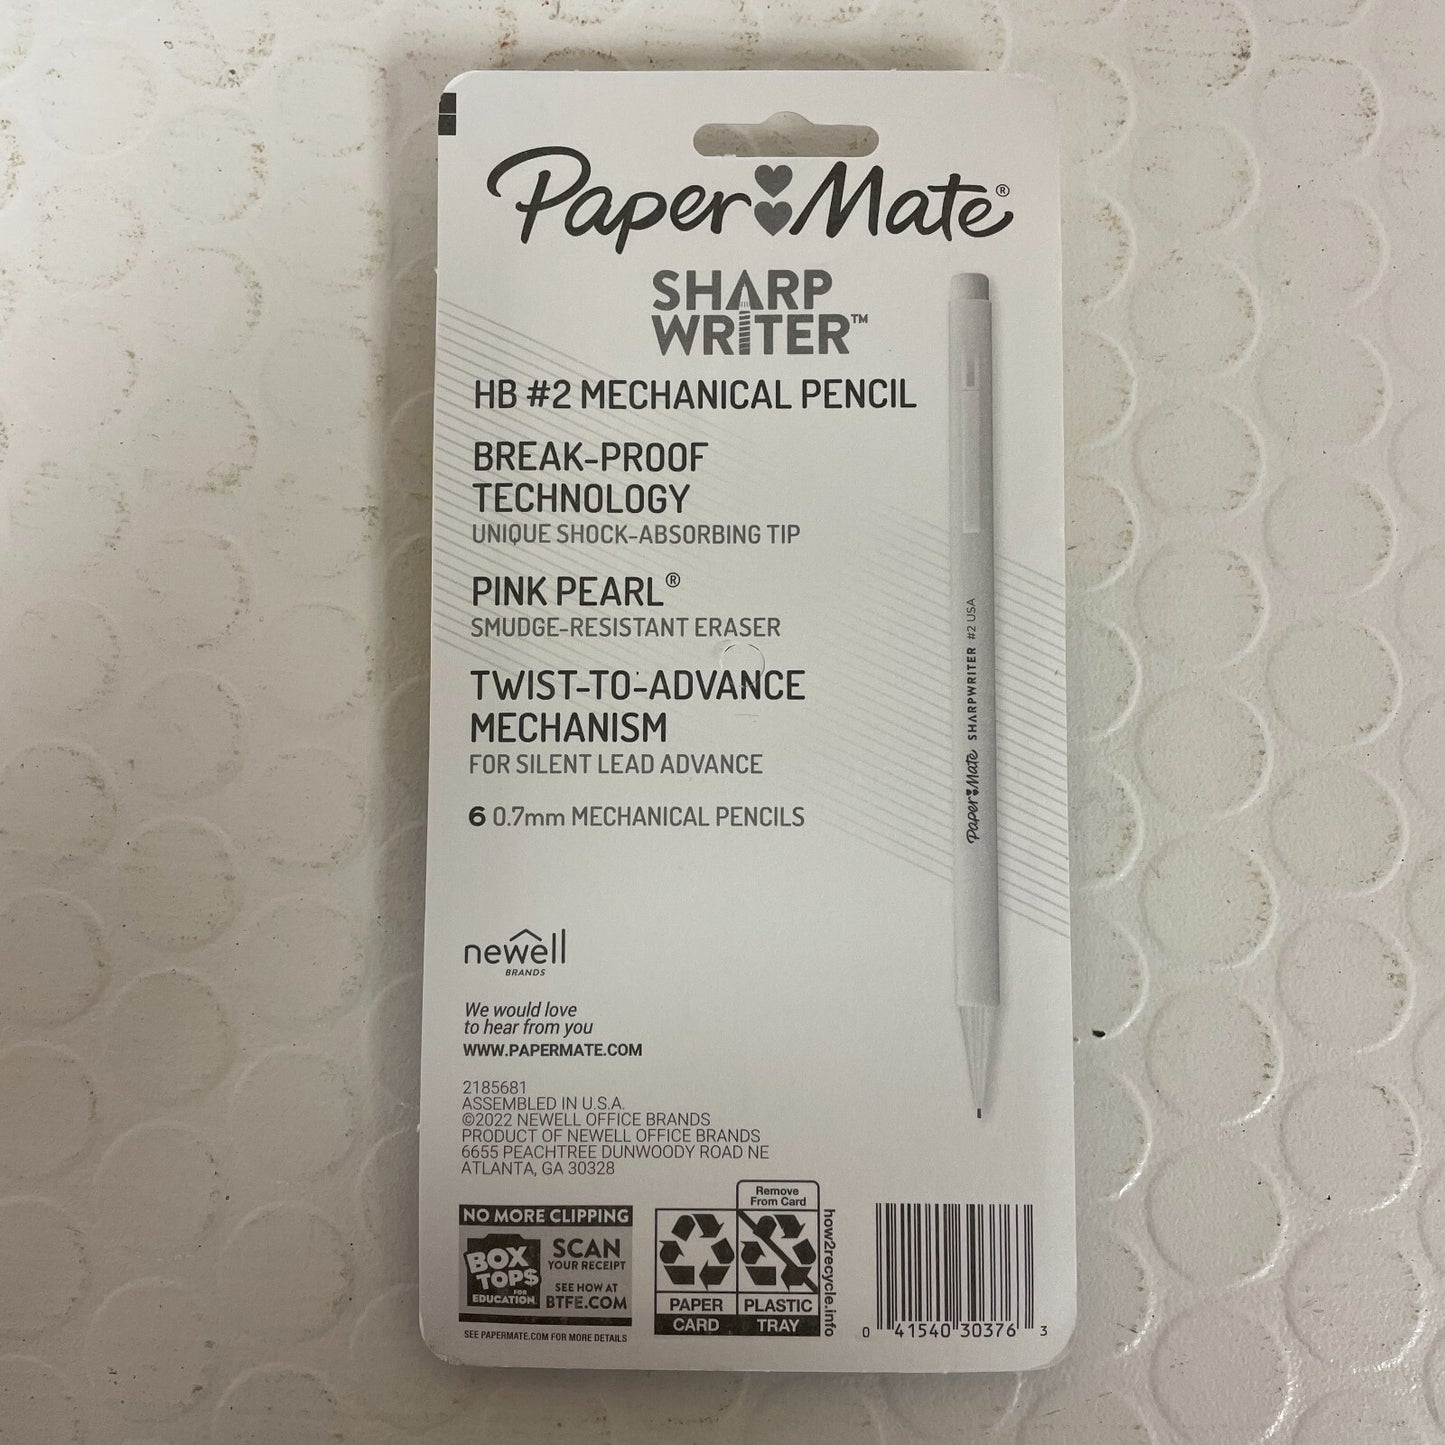 Paper Mate®
SHARP
WRITER™
HB #2 MECHANICAL PENCIL
BREAK-PROOF
TECHNOLOGY
UNIQUE SHOCK-ABSORBING TIP
PINK PEARL®
SMUDGE-RESISTANT ERASER
TWIST-TO-ADVANCE
MECHANISM
FOR SILENT LEAD ADVANCE
6 0.7mm MECHANICAL PENCILS
Paper Mate SHARPWRITER #2 USA
newell
BRANDS
We would love
to hear from you
WWW.PAPERMATE.COM
2185681
ASSEMBLED IN U.S.A.
©2022 NEWELL OFFICE BRANDS
PRODUCT OF NEWELL OFFICE BRANDS
6655 PEACHTREE DUNWOODY ROAD NE
ATLANTA, GA 30328
NO MORE CLIPPING
BOX
TOPS
FOR
EDUCATION
SCAN
YOUR RECEIPT
SEE HOW AT
BTFE.COM
SEE PAPERMATE.COM FOR MORE DETAILS
Remove
From Card
PAPER
CARD
PLASTIC
TRAY
how2recycle.info
0 41540 30376 3